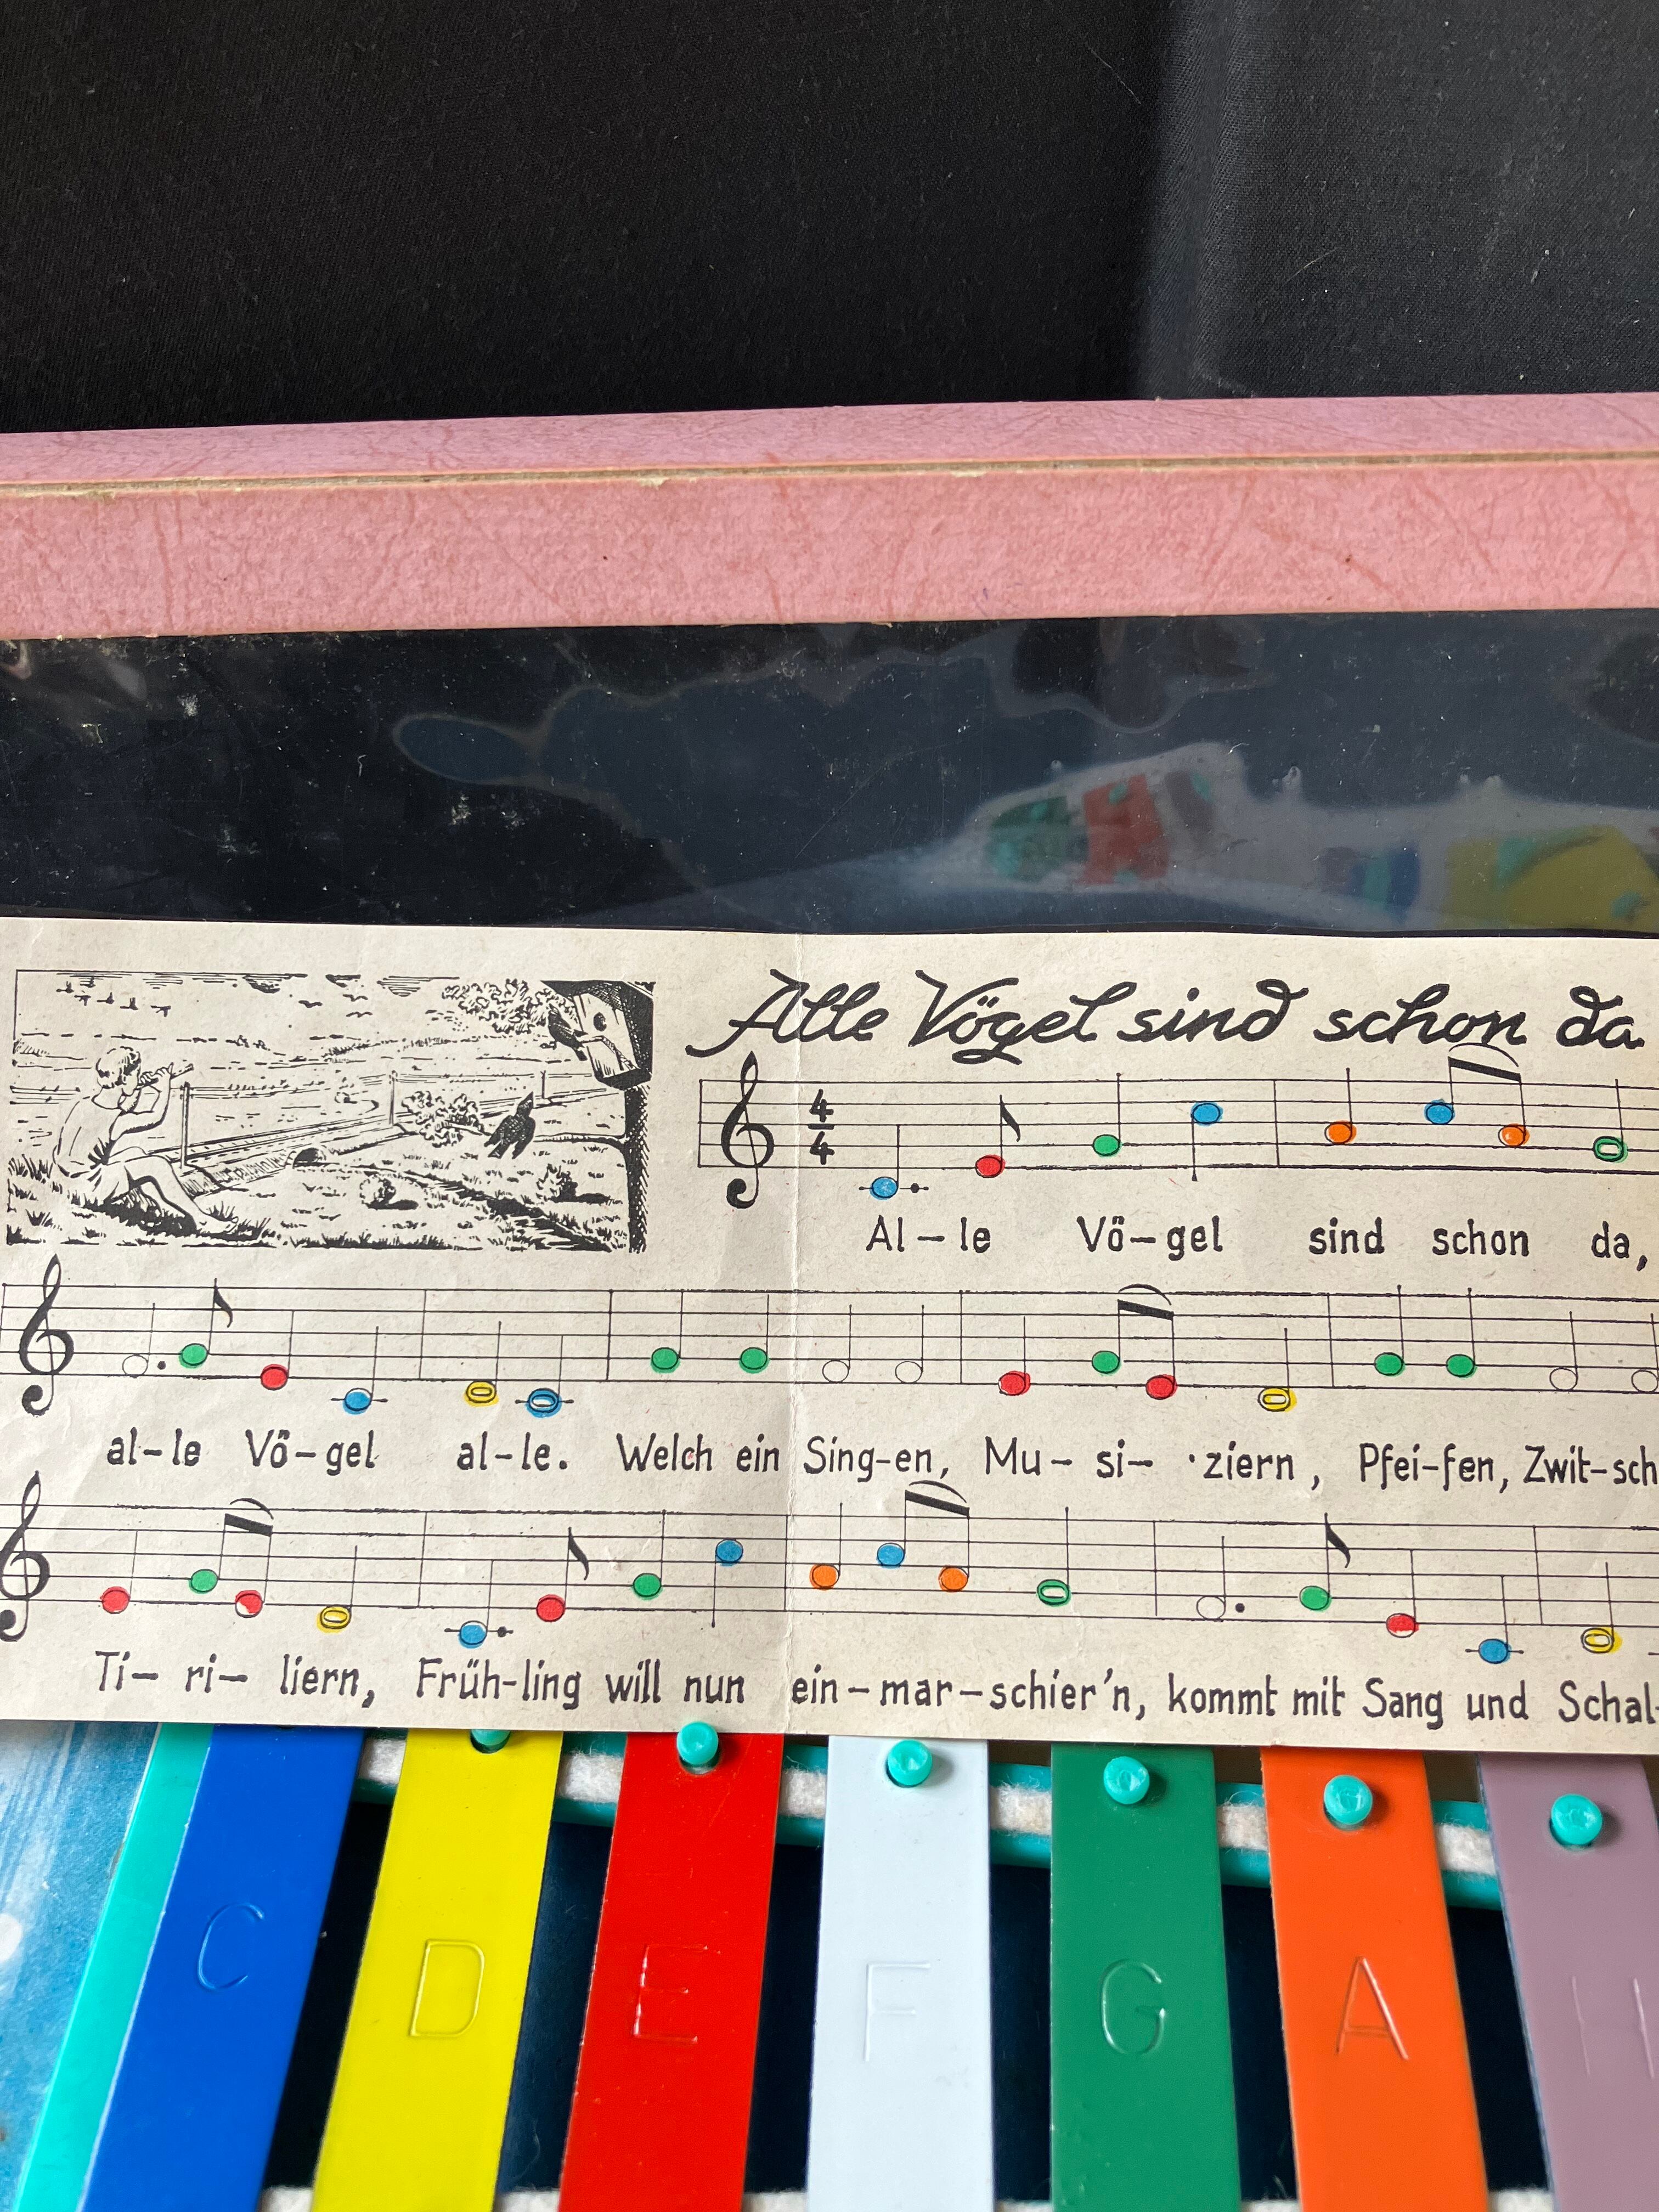 Alle Vögel sind schon da
4
4
Al-le Vö-gel sind schon da,
al-le Vö-gel al-le. Welch ein Sing-en, Mu- si- ziern, Pfei-fen, Zwit-sch
Ti- ri- liern, Früh-ling will nun ein-mar-schier'n, kommt mit Sang und Schal-
C D E F G A H